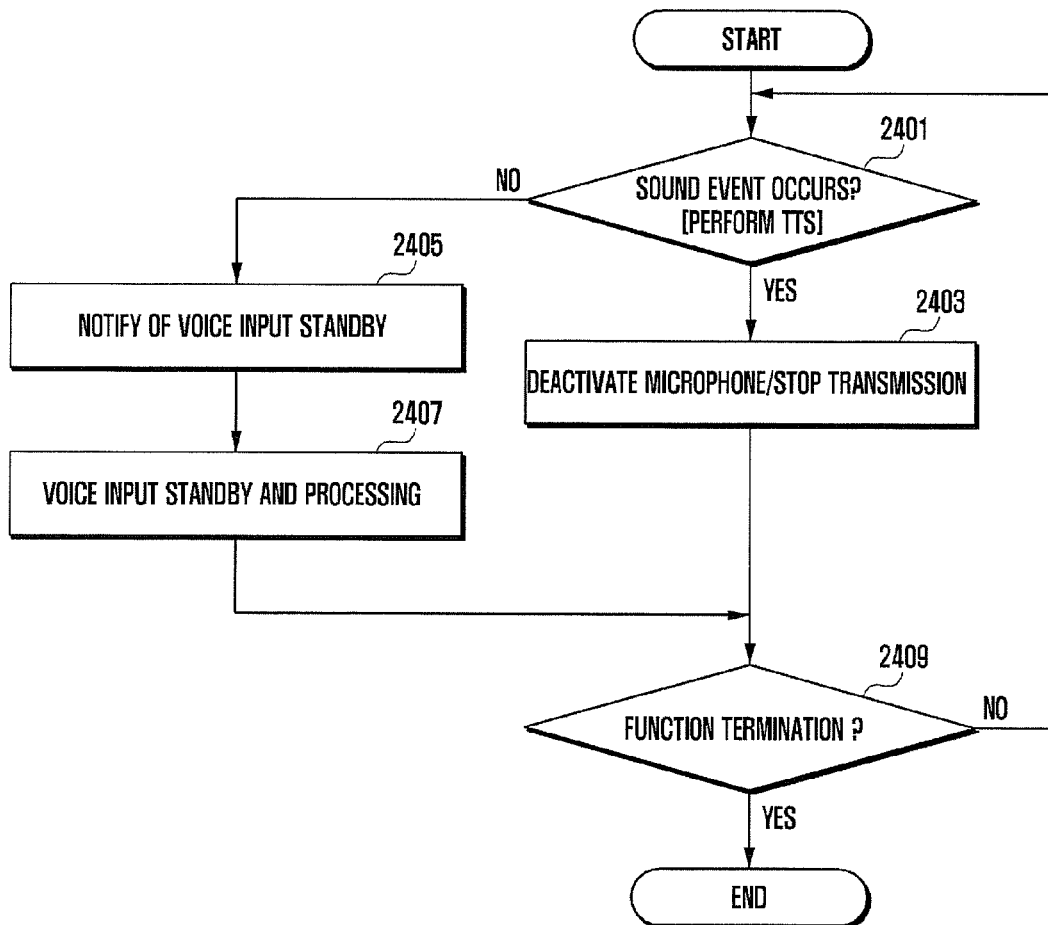 START
2401
SOUND EVENT OCCURS?
[PERFORM TTS]
NO
YES
2405
NOTIFY OF VOICE INPUT STANDBY
2403
DEACTIVATE MICROPHONE/STOP TRANSMISSION
2407
VOICE INPUT STANDBY AND PROCESSING
2409
FUNCTION TERMINATION ?
NO
YES
END